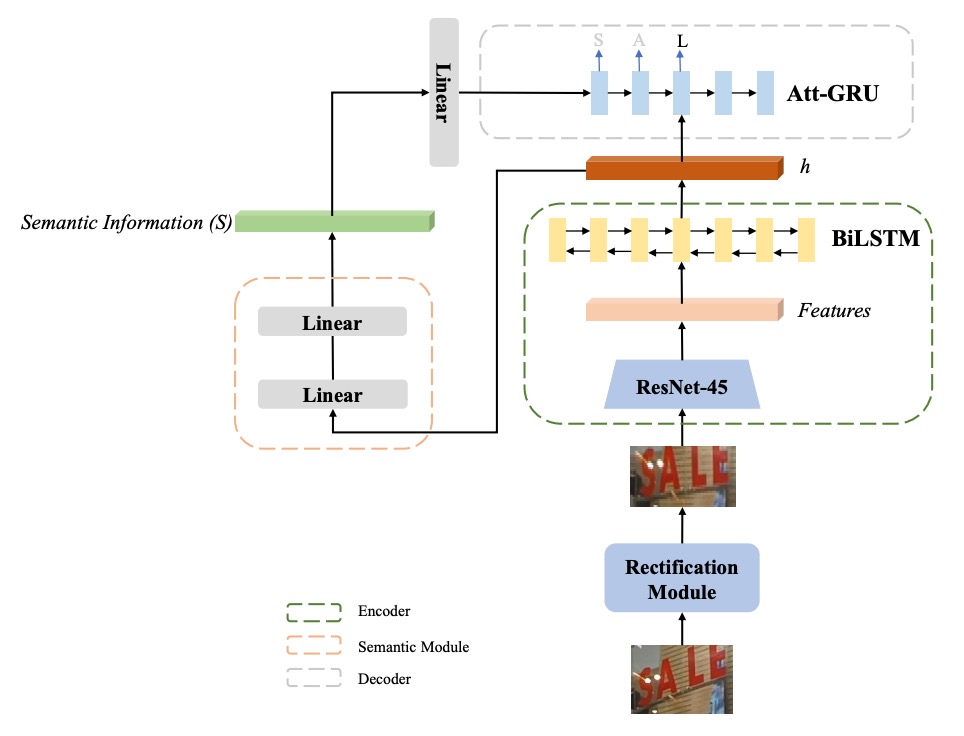 S A L
Linear
Att-GRU
h
Semantic Information (S)
BiLSTM
Features
Linear
Linear
ResNet-45
SALE
Rectification
Module
SALE
Encoder
Semantic Module
Decoder